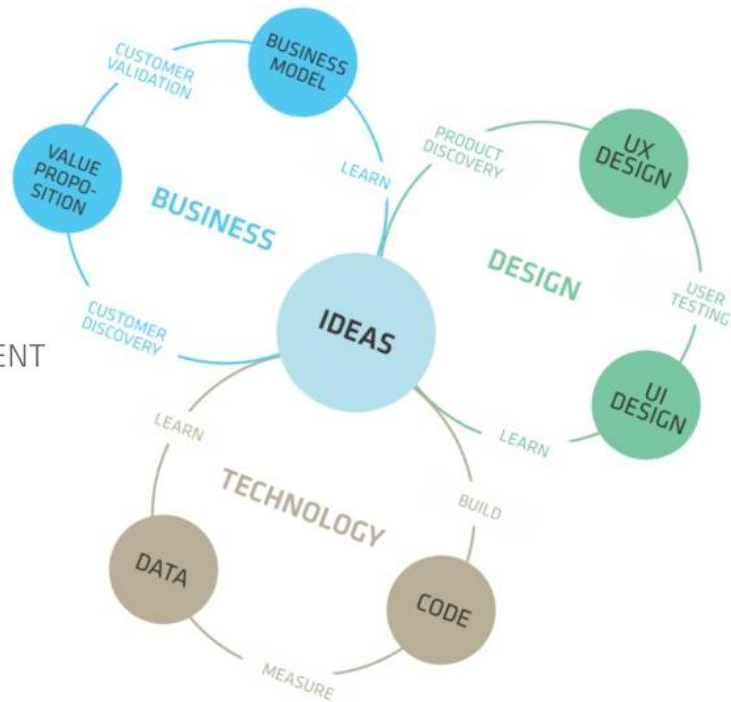 BUSINESS
MODEL
CUSTOMER
VALIDATION
VALUE
PROPO-
SITION
LEARN
BUSINESS
CUSTOMER
DISCOVERY
PRODUCT
DISCOVERY
UX
DESIGN
DESIGN
USER
TESTING
UI
DESIGN
LEARN
IDEAS
ENT
LEARN
TECHNOLOGY
BUILD
DATA
CODE
MEASURE